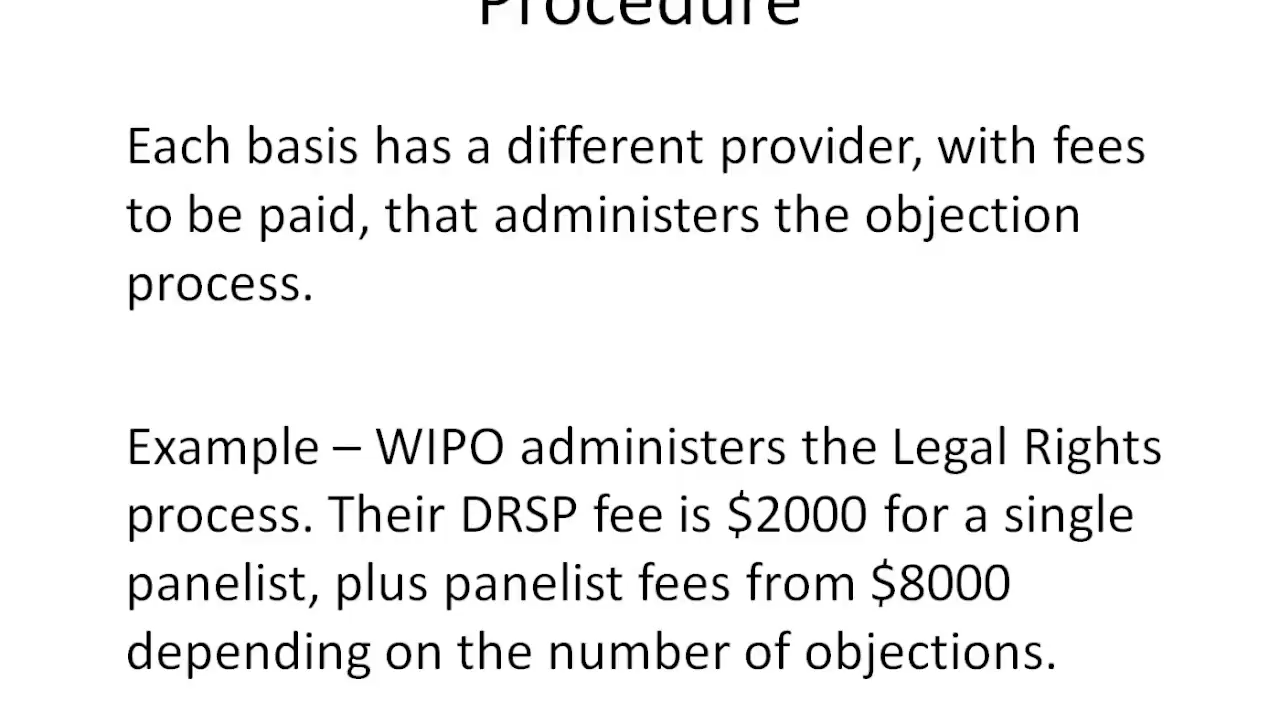 Procedure
Each basis has a different provider, with fees
to be paid, that administers the objection
process.
Example – WIPO administers the Legal Rights
process. Their DRSP fee is $2000 for a single
panelist, plus panelist fees from $8000
depending on the number of objections.